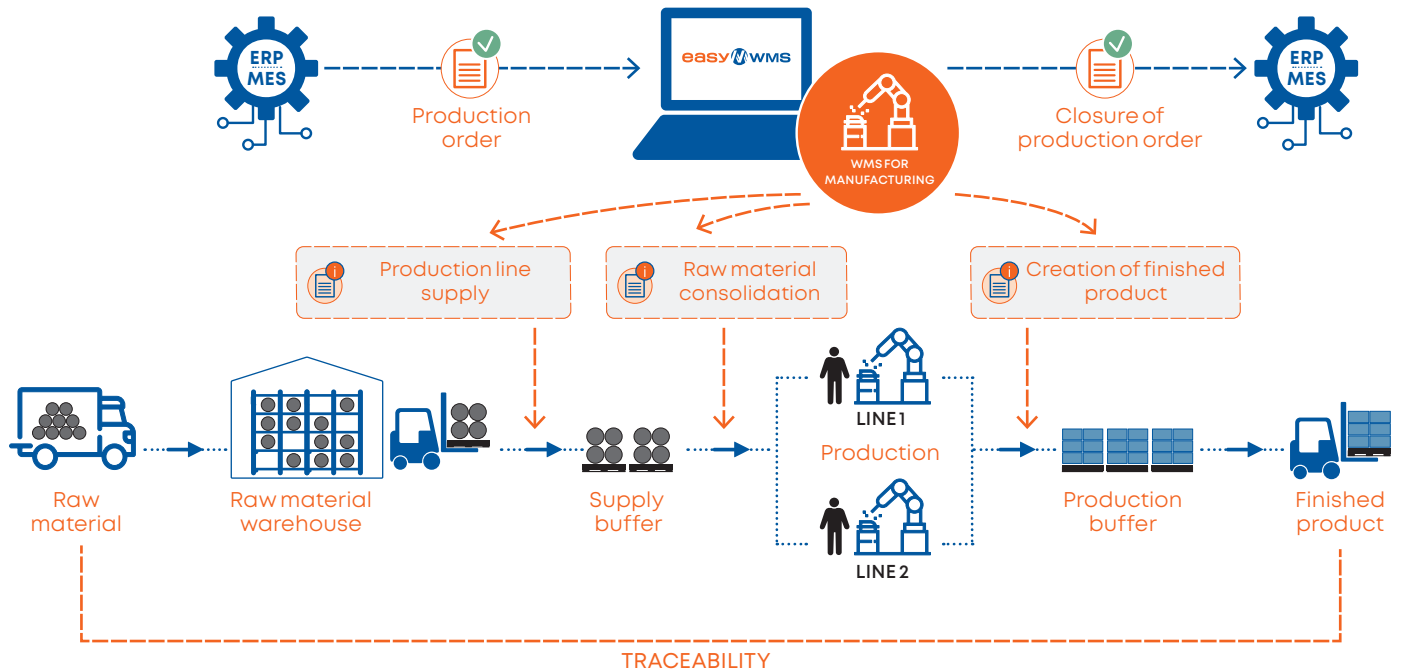 ERP
MES
Production
order
easy WMS
WMS FOR
MANUFACTURING
Closure of
production order
ERP
MES
i
Production line
supply
i
Raw material
consolidation
i
Creation of finished
product
LINE 1
Production
LINE 2
Raw
material
Raw material
warehouse
Supply
buffer
Production
buffer
Finished
product
TRACEABILITY